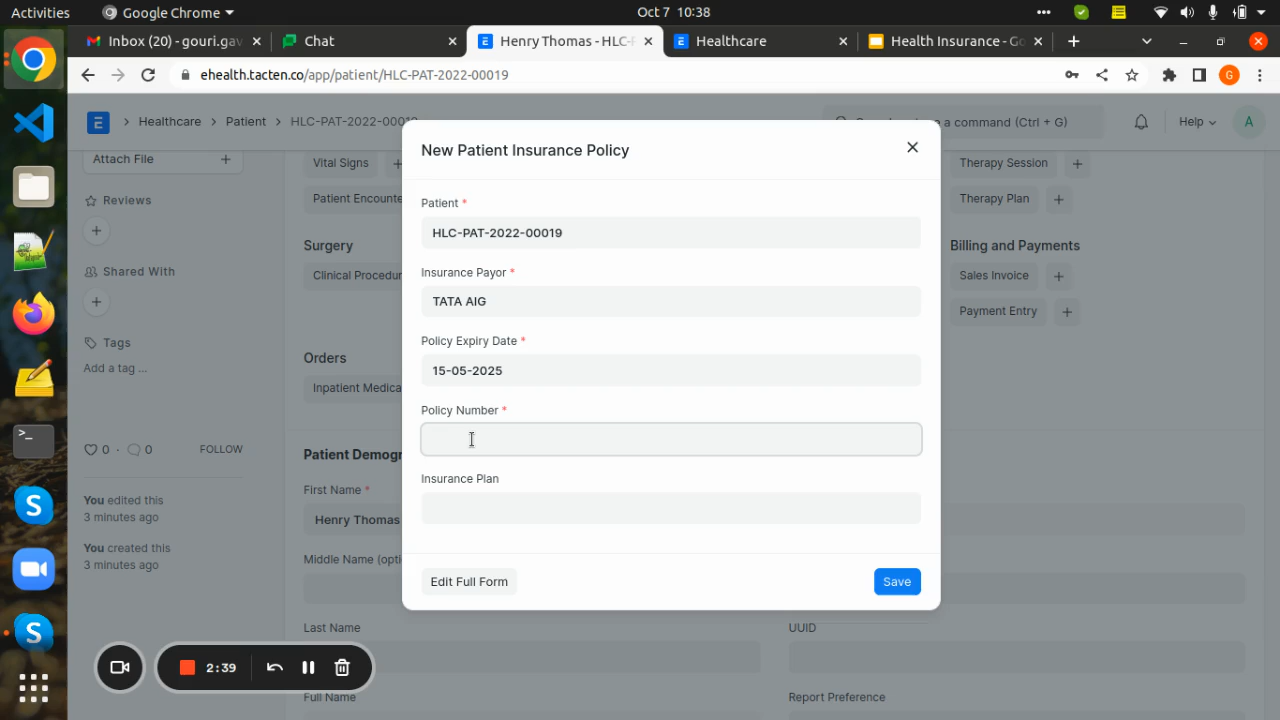 Activities Google Chrome Oct 7 10:38
Inbox (20) - gouri.gav Chat Henry Thomas - HLC-P Healthcare Health Insurance - Go
ehealth.tacten.co/app/patient/HLC-PAT-2022-00019
E Healthcare Patient HLC-PAT-2022-00019 a command (Ctrl + G) Help A
Attach File
Reviews
Shared With
Tags
Add a tag ...
0 · 0 FOLLOW
You edited this
3 minutes ago
You created this
3 minutes ago
Vital Signs
Patient Encounte
Surgery
Clinical Procedur
Orders
Inpatient Medica
Patient Demog
First Name *
Henry Thomas
Middle Name (opti
Last Name
Full Name
Therapy Session
Therapy Plan
Billing and Payments
Sales Invoice
Payment Entry
UUID
Report Preference
New Patient Insurance Policy
Patient *
HLC-PAT-2022-00019
Insurance Payor *
TATA AIG
Policy Expiry Date *
15-05-2025
Policy Number *
Insurance Plan
Edit Full Form Save
2:39